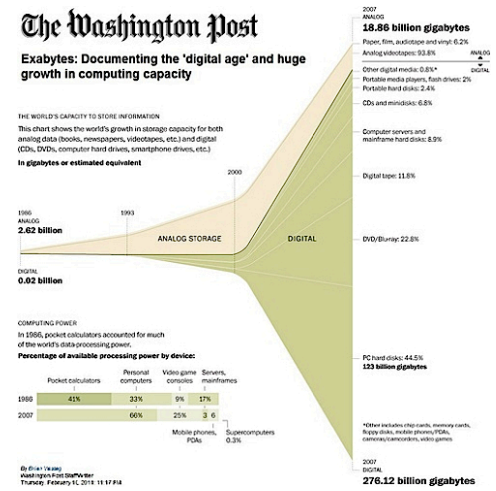 The Washington Post
Exabytes: Documenting the 'digital age' and huge
growth in computing capacity
THE WORLD'S CAPACITY TO STORE INFORMATION
This chart shows the world's growth in storage capacity for both
analog data (books, newspapers, videotapes, etc.) and digital
(CDs, DVDs, computer hard drives, smartphone drives, etc.)
In gigabytes or estimated equivalent
2007
ANALOG
18.86 billion gigabytes
Paper, film, audiotape and vinyl: 6.2%
Analog videotapes: 93.8%
ANALOG
DIGITAL
Other digital media: 0.8%*
Portable media players, flash drives: 2%
Portable hard disks: 2.4%
CDs and minidisks: 6.8%
Computer servers and
mainframe hard disks: 8.9%
Digital tape: 11.8%
DVD/Bluray: 22.8%
PC hard disks: 44.5%
123 billion gigabytes
*Other includes chip cards, memory cards,
floppy disks, mobile phones/PDAs,
cameras/camcorders, video games
2007
DIGITAL
276.12 billion gigabytes
1986
ANALOG
2.62 billion
1993
2000
ANALOG STORAGE
DIGITAL
DIGITAL
0.02 billion
COMPUTING POWER
In 1986, pocket calculators accounted for much
of the world's data-processing power.
Percentage of available processing power by device:
Pocket calculators
Personal
computers
Video game
consoles
Servers,
mainframes
1986 41% 33% 9% 17%
2007 66% 25% 3 6
Mobile phones,
PDAs
Supercomputers
0.3%
By Brian
Washington Post Staff Writer
Thursday, February 10, 11:17 PM